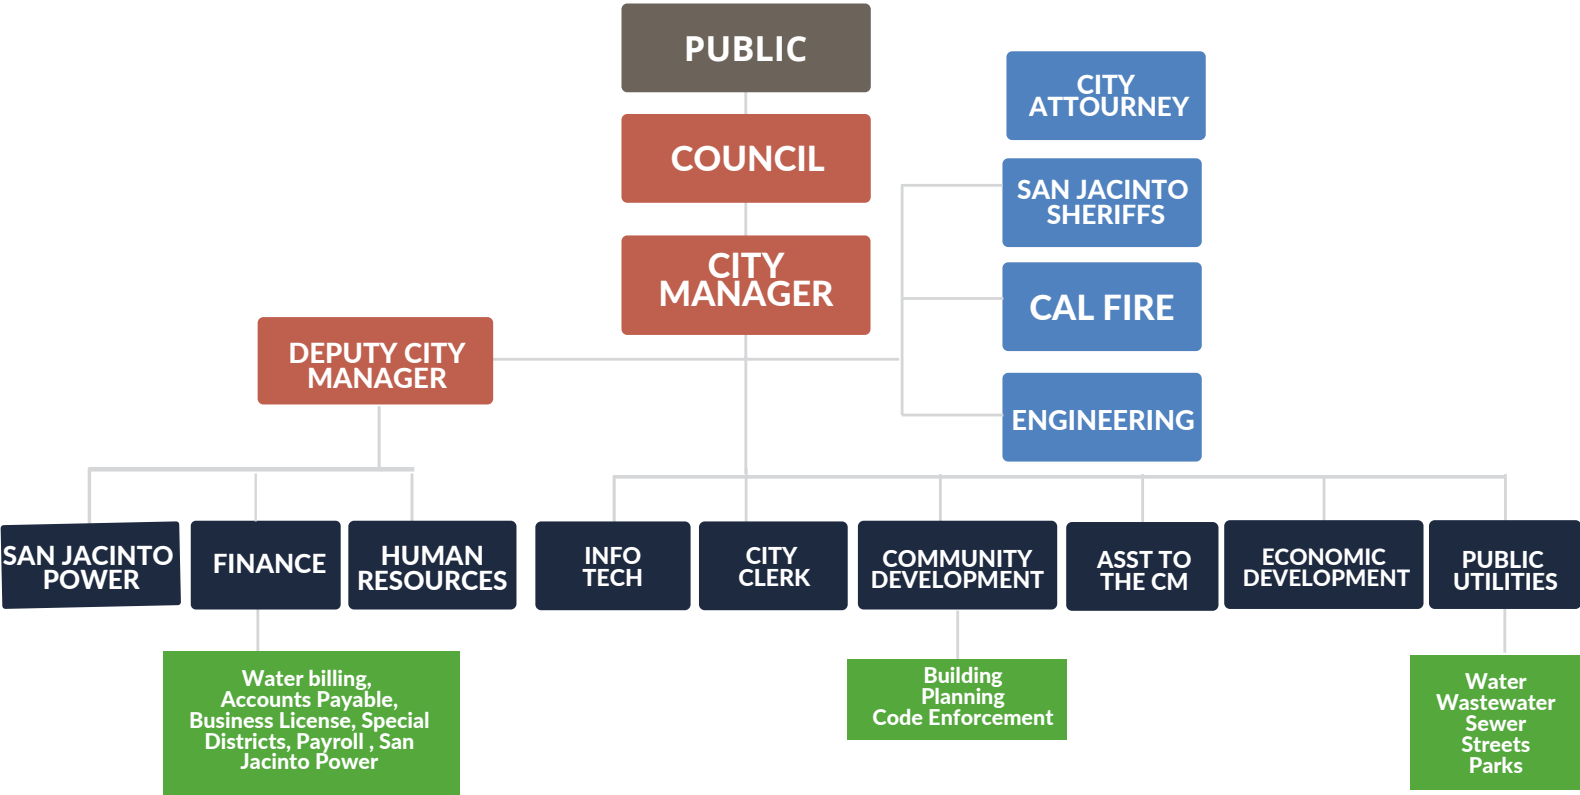 PUBLIC
COUNCIL
CITY
MANAGER
DEPUTY CITY
MANAGER
CITY
ATTOURNEY
SAN JACINTO
SHERIFFS
CAL FIRE
ENGINEERING
SAN JACINTO
POWER
FINANCE
HUMAN
RESOURCES
INFO
TECH
CITY
CLERK
COMMUNITY
DEVELOPMENT
ASST TO
THE CM
ECONOMIC
DEVELOPMENT
PUBLIC
UTILITIES
Water billing,
Accounts Payable,
Business License, Special
Districts, Payroll , San
Jacinto Power
Building
Planning
Code Enforcement
Water
Wastewater
Sewer
Streets
Parks